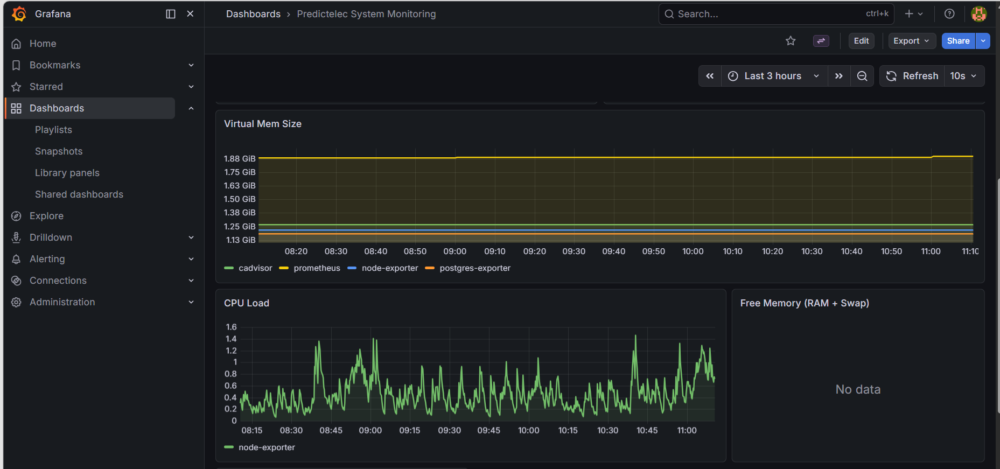 Grafana
Dashboards › Predictelec System Monitoring
Search...
ctrl+k
Home
Bookmarks
Starred
Dashboards
Playlists
Snapshots
Library panels
Shared dashboards
Explore
Drilldown
Alerting
Connections
Administration
Edit
Export
Share
Last 3 hours
Refresh
10s
Virtual Mem Size
1.88 GiB
1.75 GiB
1.63 GiB
1.50 GiB
1.38 GiB
1.25 GiB
1.13 GiB
08:20 08:30 08:40 08:50 09:00 09:10 09:20 09:30 09:40 09:50 10:00 10:10 10:20 10:30 10:40 10:50 11:00 11:10
cadvisor prometheus node-exporter postgres-exporter
CPU Load
1.6
1.4
1.2
1
0.8
0.6
0.4
0.2
0
08:15 08:30 08:45 09:00 09:15 09:30 09:45 10:00 10:15 10:30 10:45 11:00
node-exporter
Free Memory (RAM + Swap)
No data